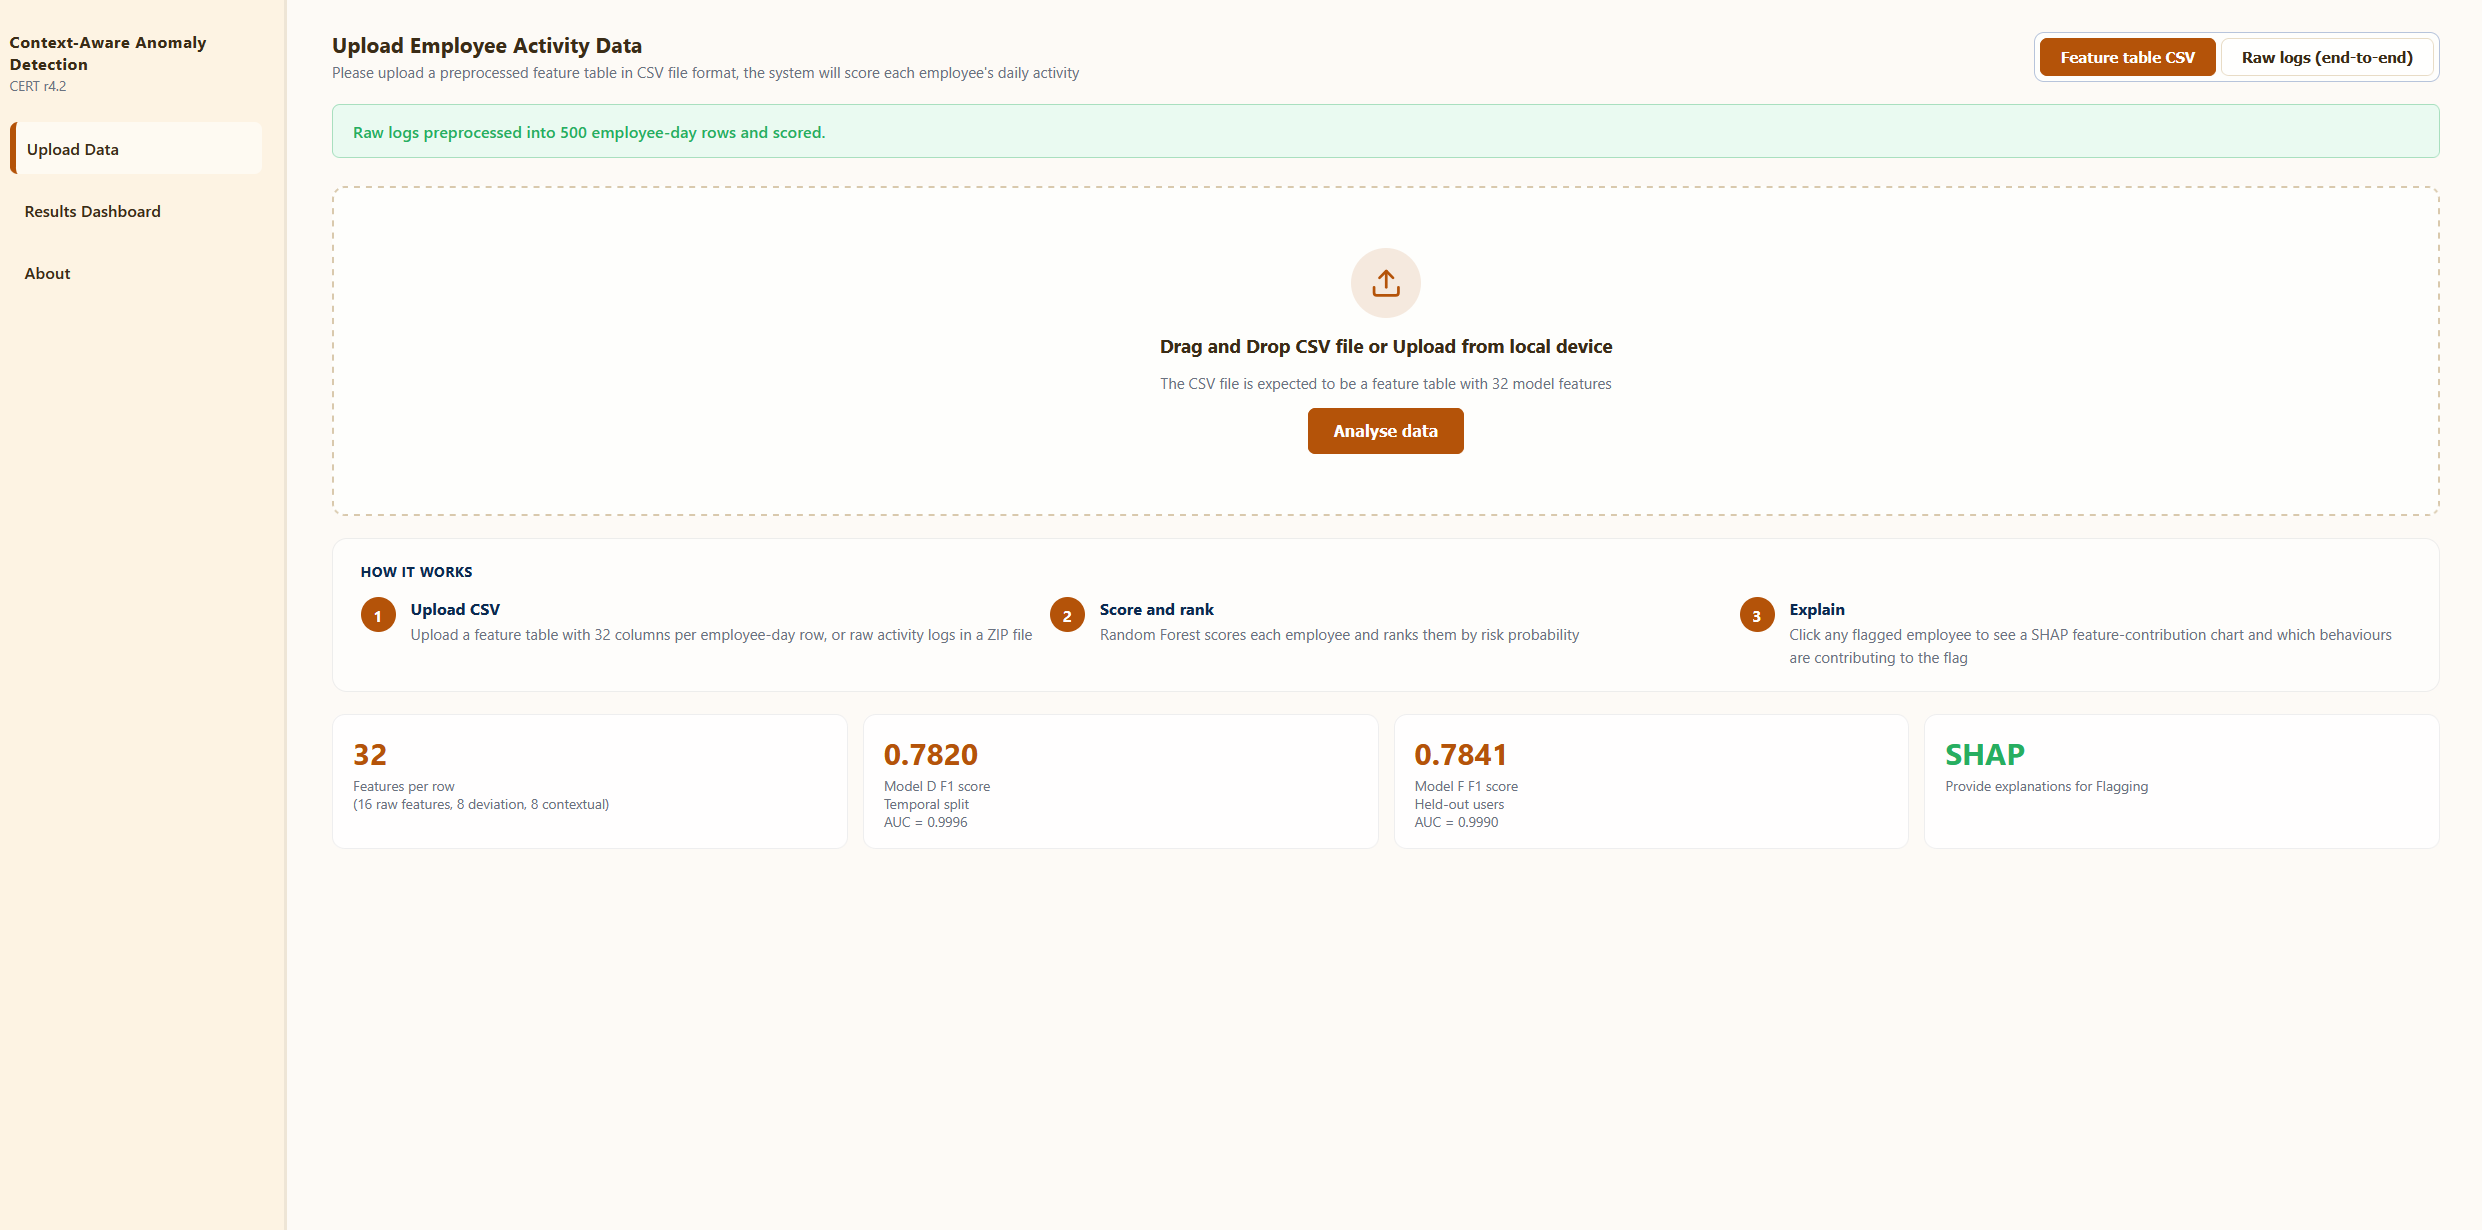 Context-Aware Anomaly
Detection
CERT r4.2
Upload Data
Results Dashboard
About
Upload Employee Activity Data
Please upload a preprocessed feature table in CSV file format, the system will score each employee's daily activity
Feature table CSV
Raw logs (end-to-end)
Raw logs preprocessed into 500 employee-day rows and scored.
Drag and Drop CSV file or Upload from local device
The CSV file is expected to be a feature table with 32 model features
Analyse data
HOW IT WORKS
1
Upload CSV
Upload a feature table with 32 columns per employee-day row, or raw activity logs in a ZIP file
2
Score and rank
Random Forest scores each employee and ranks them by risk probability
3
Explain
Click any flagged employee to see a SHAP feature-contribution chart and which behaviours
are contributing to the flag
32
Features per row
(16 raw features, 8 deviation, 8 contextual)
0.7820
Model D F1 score
Temporal split
AUC = 0.9996
0.7841
Model F F1 score
Held-out users
AUC = 0.9990
SHAP
Provide explanations for Flagging